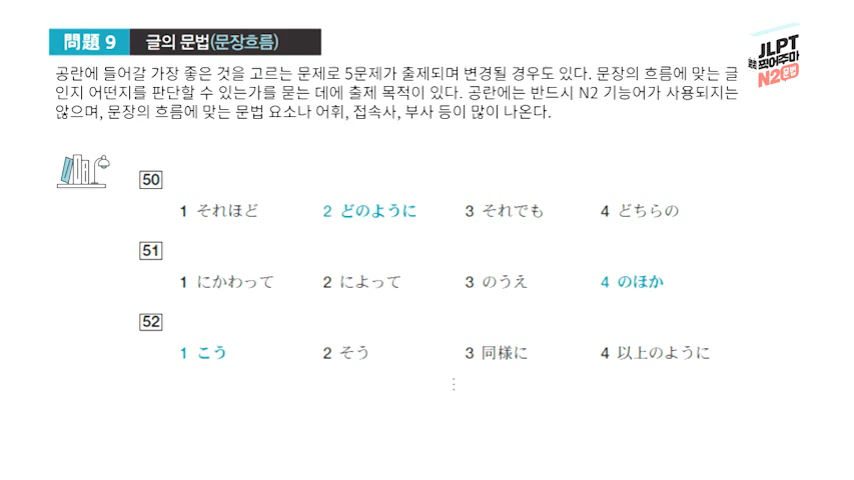 問題 9 글의 문법(문장흐름)
JLPT
콕콕 찍어주마
N2 문법
공란에 들어갈 가장 좋은 것을 고르는 문제로 5문제가 출제되며 변경될 경우도 있다. 문장의 흐름에 맞는 글
인지 어떤지를 판단할 수 있는가를 묻는 데에 출제 목적이 있다. 공란에는 반드시 N2 기능어가 사용되지는
않으며, 문장의 흐름에 맞는 문법 요소나 어휘, 접속사, 부사 등이 많이 나온다.
50
1 それほど 2 どのように 3 それでも 4 どちらの
51
1 にかわって 2 によって 3 のうえ 4 のほか
52
1 こう 2 そう 3 同様に 4 以上のように
⋮